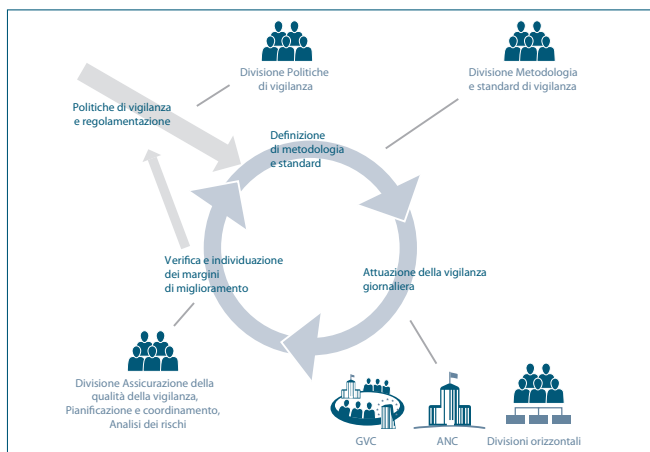 Divisione Politiche
di vigilanza
Divisione Metodologia
e standard di vigilanza
Politiche di vigilanza
e regolamentazione
Definizione
di metodologia
e standard
Verifica e individuazione
dei margini
di miglioramento
Attuazione della vigilanza
giornaliera
Divisione Assicurazione della
qualità della vigilanza,
Pianificazione e coordinamento,
Analisi dei rischi
GVC
ANC
Divisioni orizzontali